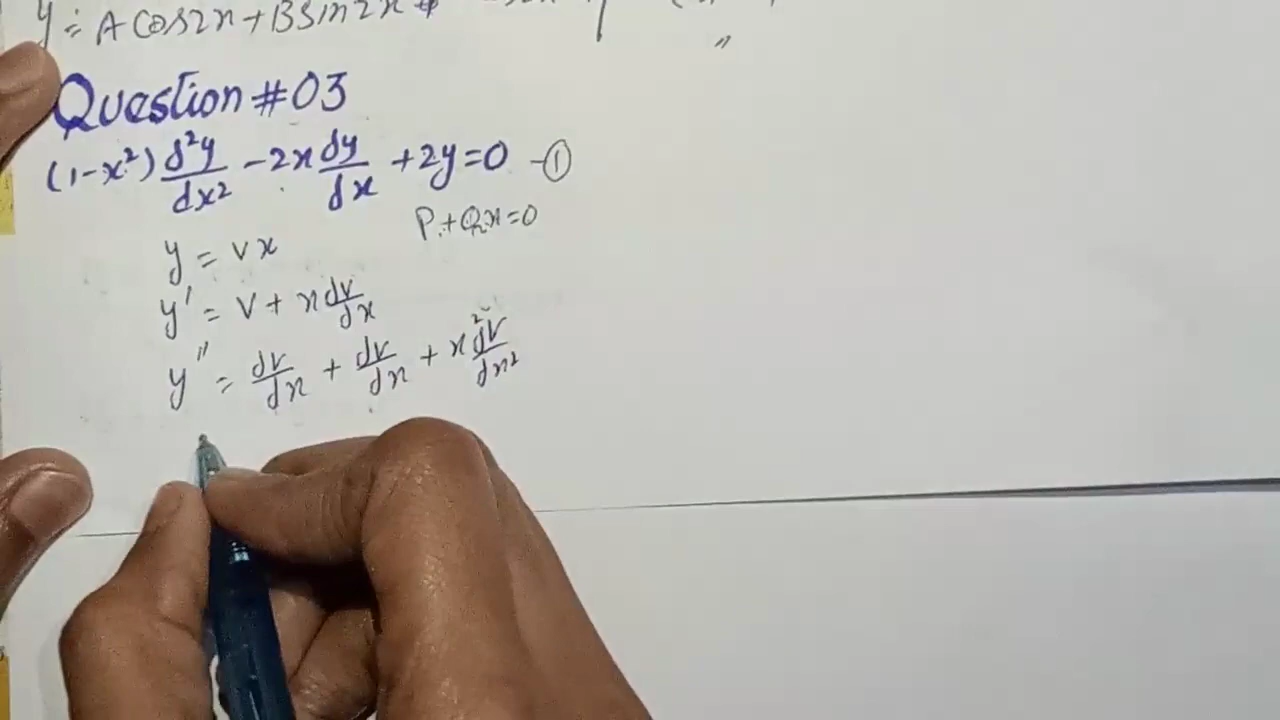 y = A cos2x + B sin2x
Question #03
(1-x²) d²y/dx² - 2x dy/dx + 2y = 0 -①
P + Qx = 0
y = vx
y' = v + x dv/dx
y'' = dv/dx + dv/dx + x d²v/dx²